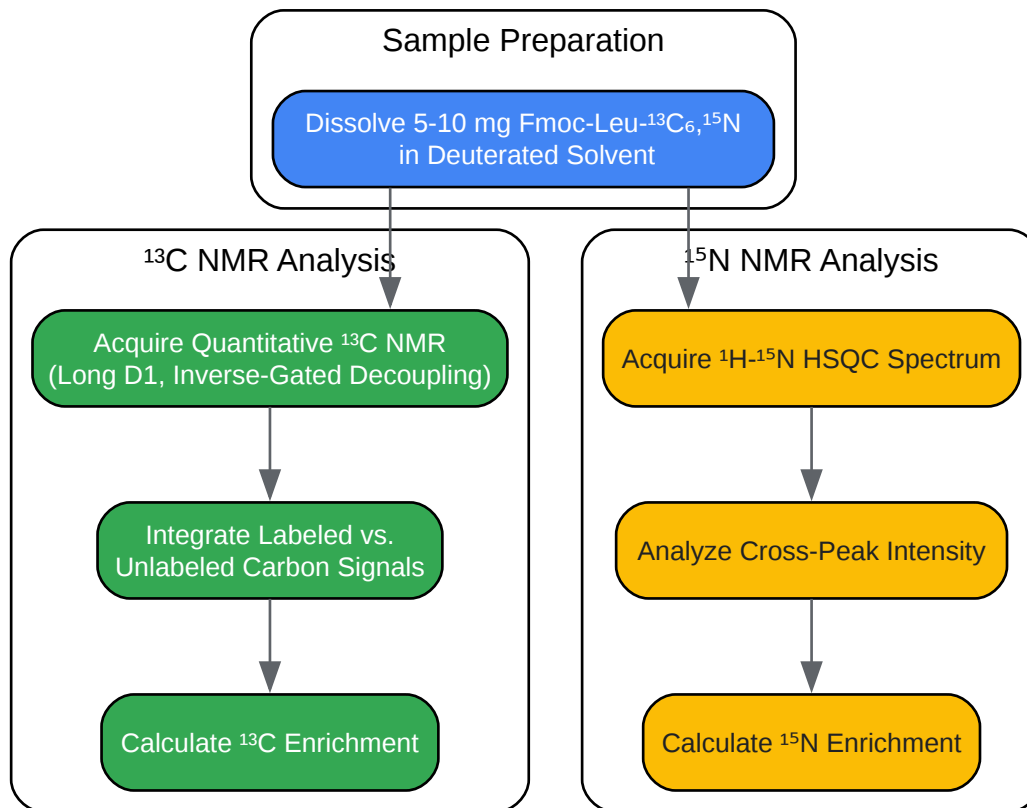 Sample Preparation
Dissolve 5-10 mg Fmoc-Leu-¹³C₆,¹⁵N
in Deuterated Solvent
¹³C NMR Analysis
Acquire Quantitative ¹³C NMR
(Long D1, Inverse-Gated Decoupling)
Integrate Labeled vs.
Unlabeled Carbon Signals
Calculate ¹³C Enrichment
¹⁵N NMR Analysis
Acquire ¹H-¹⁵N HSQC Spectrum
Analyze Cross-Peak Intensity
Calculate ¹⁵N Enrichment